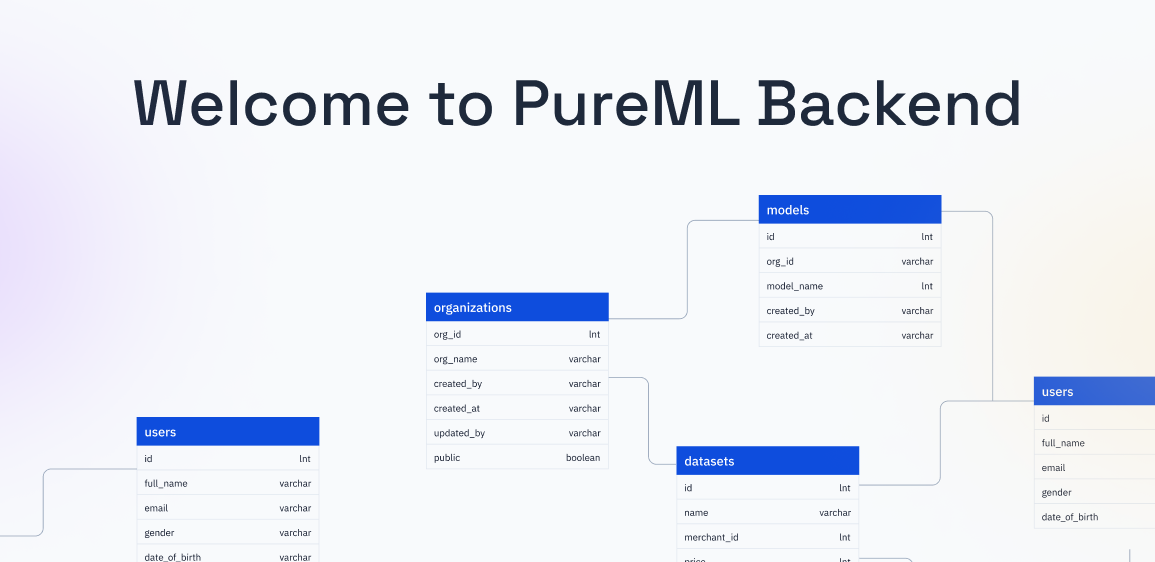 Welcome to PureML Backend
models
id lnt
org_id varchar
model_name lnt
created_by varchar
created_at varchar
organizations
org_id lnt
org_name varchar
created_by varchar
created_at varchar
updated_by varchar
public boolean
users
id
full_name
email
gender
date_of_birth
users
id lnt
full_name varchar
email varchar
gender varchar
date_of_birth varchar
datasets
id lnt
name varchar
merchant_id lnt
price lnt